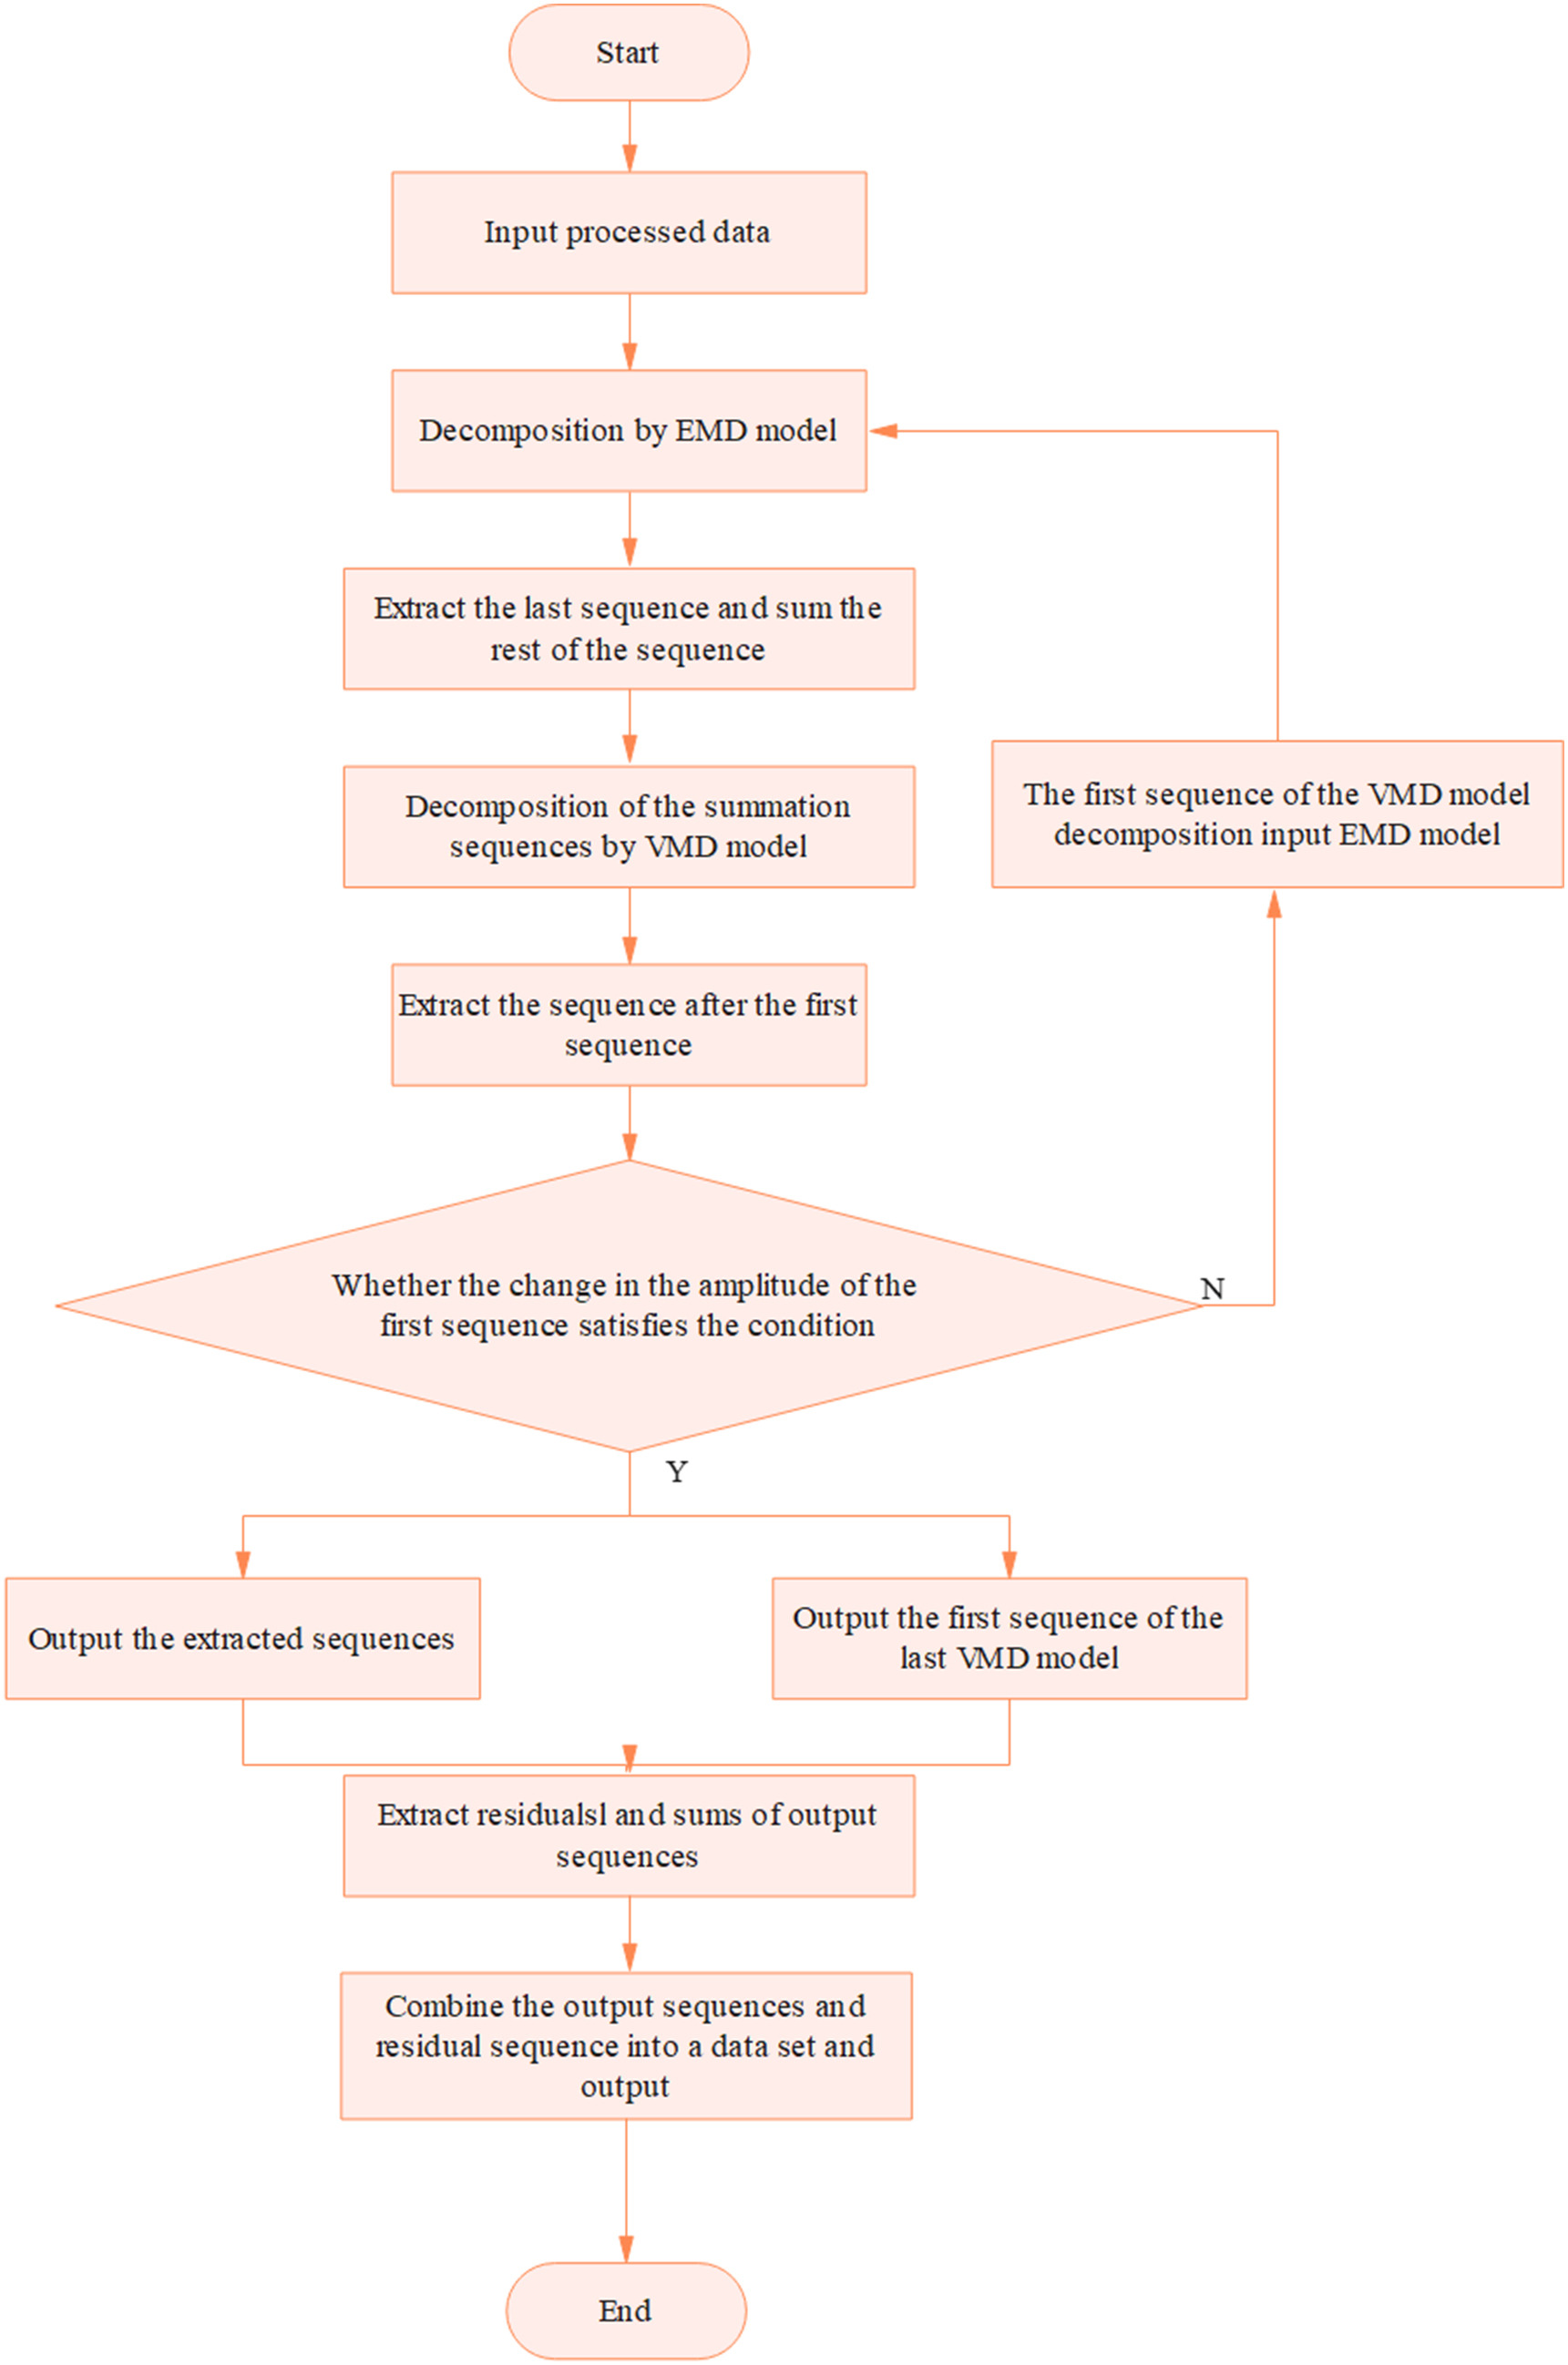 Start
Input processed data
Decomposition by EMD model
Extract the last sequence and sum the
rest of the sequence
Decomposition of the summation
sequences by VMD model
The first sequence of the VMD model
decomposition input EMD model
Extract the sequence after the first
sequence
Whether the change in the amplitude of the
first sequence satisfies the condition
N
Y
Output the extracted sequences
Output the first sequence of the
last VMD model
Extract residualsl and sums of output
sequences
Combine the output sequences and
residual sequence into a data set and
output
End